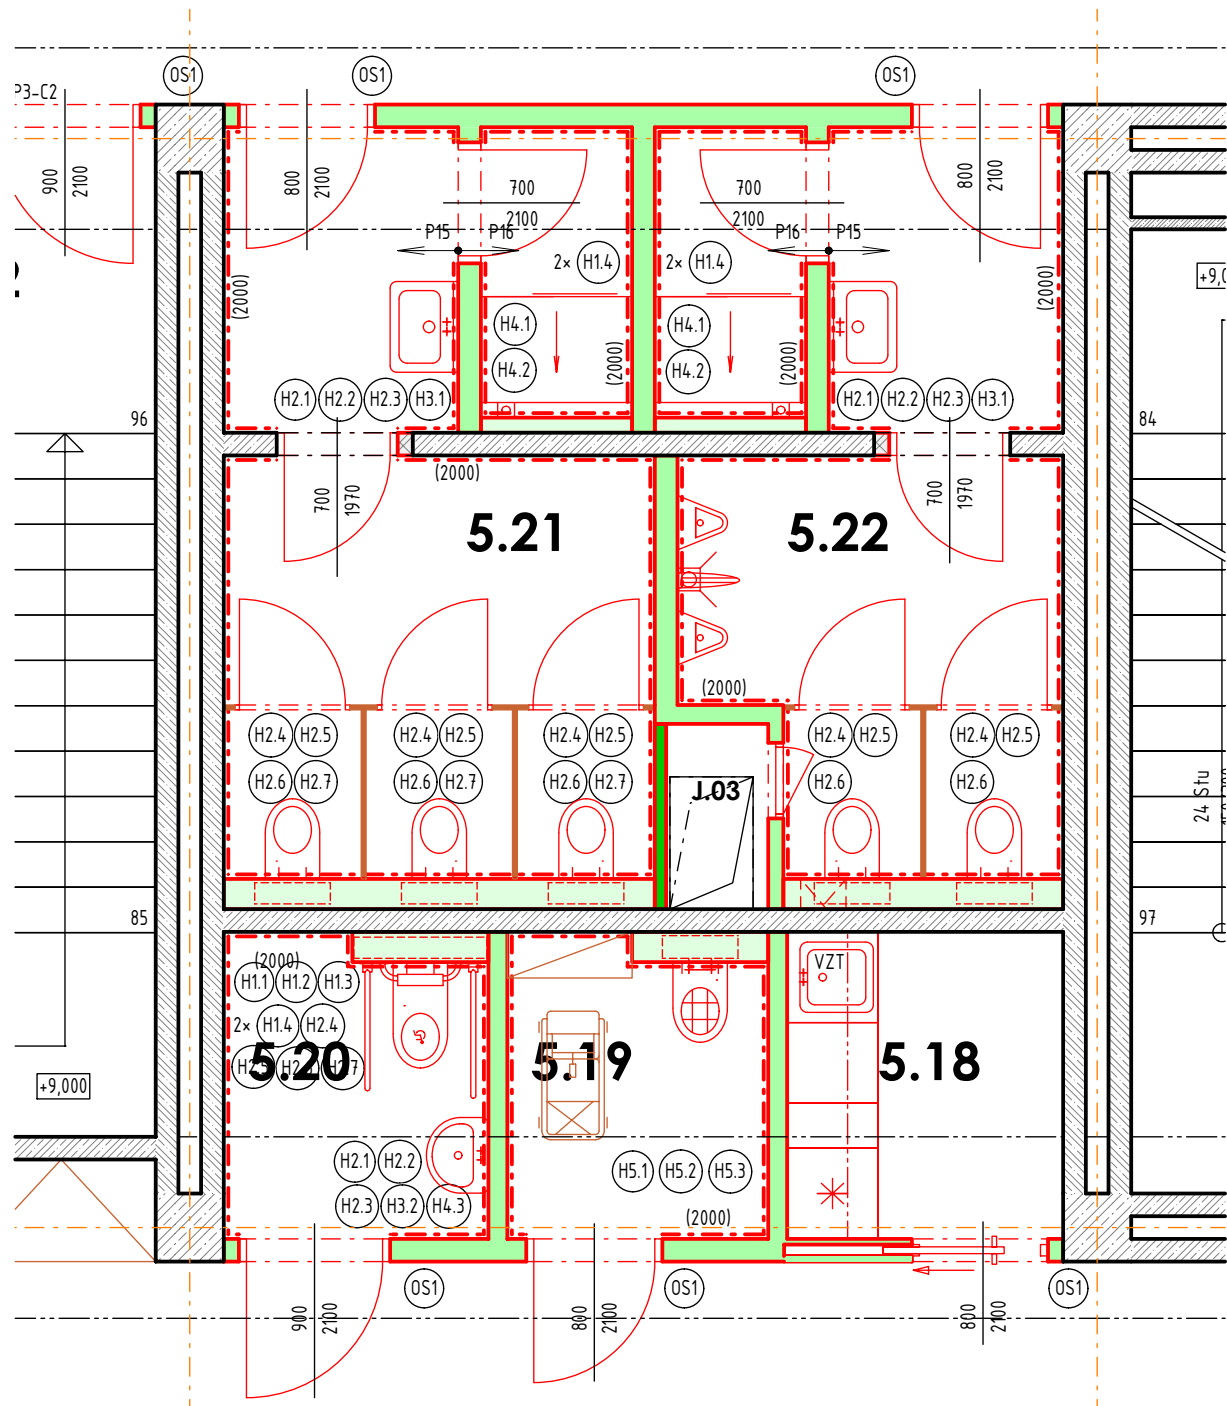 OS1 OS1 OS1
P3-C2
900
2100
800
2100
700
2100
700
2100
800
2100
P15 P16 P16 P15
2× H1.4 2× H1.4
+9,0
(2000) (2000)
H4.1 H4.1
H4.2 H4.2
(2000) (2000)
H2.1 H2.2 H2.3 H3.1 H2.1 H2.2 H2.3 H3.1
96 84
(2000)
700
1970
700
1970
5.21 5.22
(2000)
H2.4 H2.5 H2.4 H2.5 H2.4 H2.5 H2.4 H2.5 H2.4 H2.5
H2.6 H2.7 H2.6 H2.7 H2.6 H2.7 H2.6 H2.6
J.03
24 Stu
85 97
(2000)
VZT
H1.1 H1.2 H1.3
2× H1.4 H2.4
5.20 5.19 5.18
+9,000
H2.1 H2.2
H5.1 H5.2 H5.3
H2.3 H3.2 H4.3
(2000)
OS1 OS1 OS1
900
2100
800
2100
800
2100